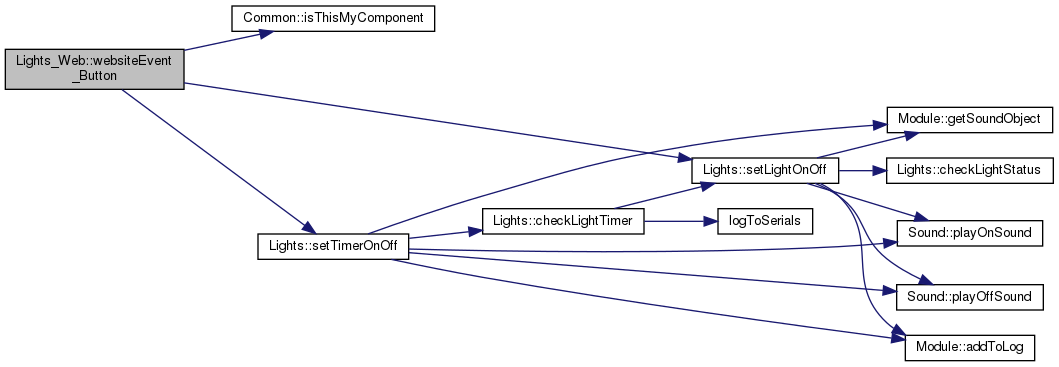 Common::isThisMyComponent
Lights_Web::websiteEvent
_Button
Module::getSoundObject
Lights::setLightOnOff
Lights::checkLightStatus
Lights::checkLightTimer
logToSerials
Sound::playOnSound
Lights::setTimerOnOff
Sound::playOffSound
Module::addToLog